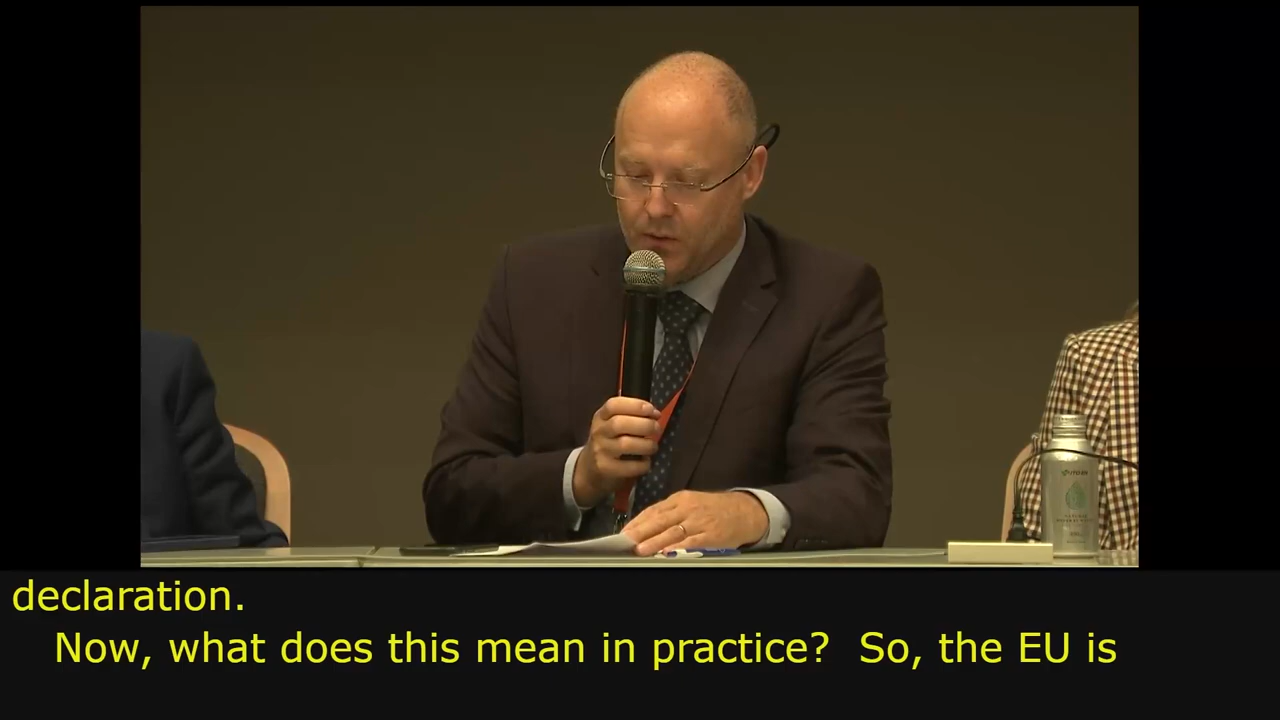 declaration.
Now, what does this mean in practice?  So, the EU is